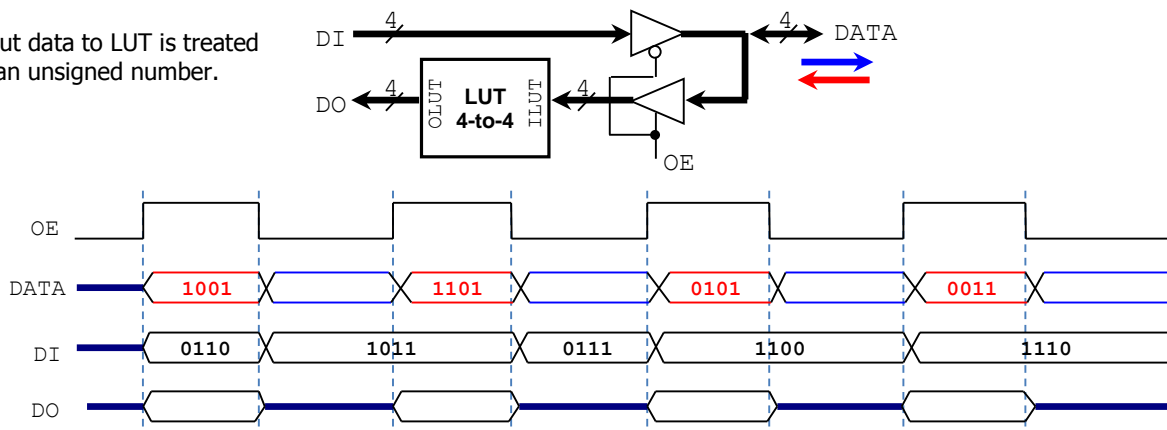 ut data to LUT is treated
an unsigned number.
DI 4 4 DATA
DO 4 OLUT LUT 4-to-4 ILUT 4
OE
OE
DATA 1001 1101 0101 0011
DI 0110 1011 0111 1100 1110
DO